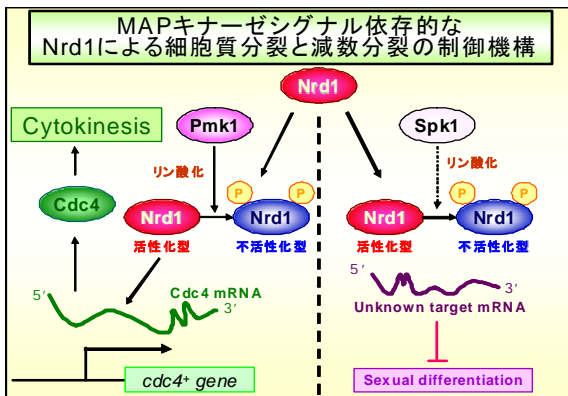 MAPキナーゼシグナル依存的な
Nrd1による細胞質分裂と減数分裂の制御機構
Nrd1
Cytokinesis
Pmk1
Spk1
リン酸化
リン酸化
Cdc4
P
P
P
P
Nrd1
Nrd1
Nrd1
Nrd1
活性化型
不活性化型
活性化型
不活性化型
5′
Cdc4 mRNA
3′
5′
3′
Unknown target mRNA
cdc4+ gene
Sexual differentiation